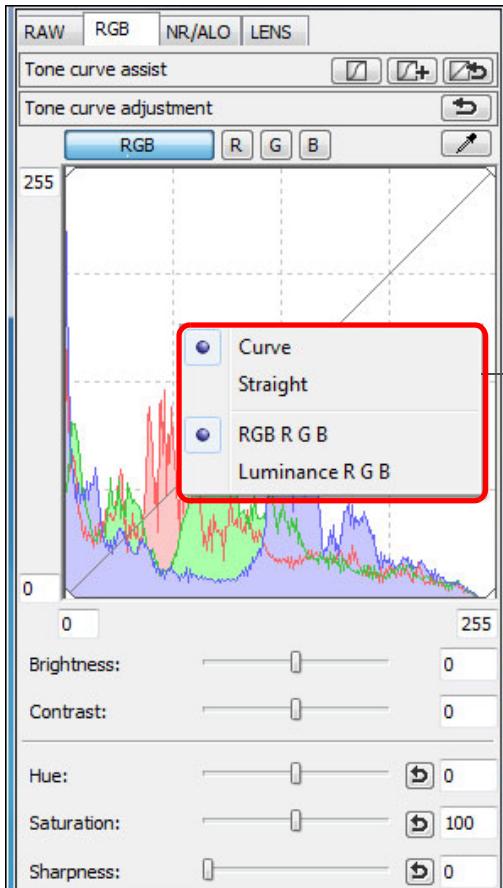 RAW RGB NR/ALO LENS
Tone curve assist
Tone curve adjustment
RGB R G B
255
Curve
Straight
RGB R G B
Luminance R G B
0
0 255
Brightness: 0
Contrast: 0
Hue: 0
Saturation: 100
Sharpness: 0